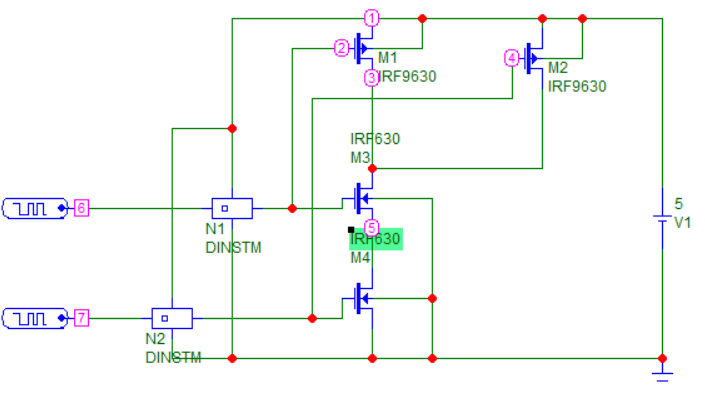 1
2
M1
3
IRF9630
4
M2
IRF9630
IRF630
M3
6
N1
DINSTM
5
IRF630
M4
5
V1
7
N2
DINSTM